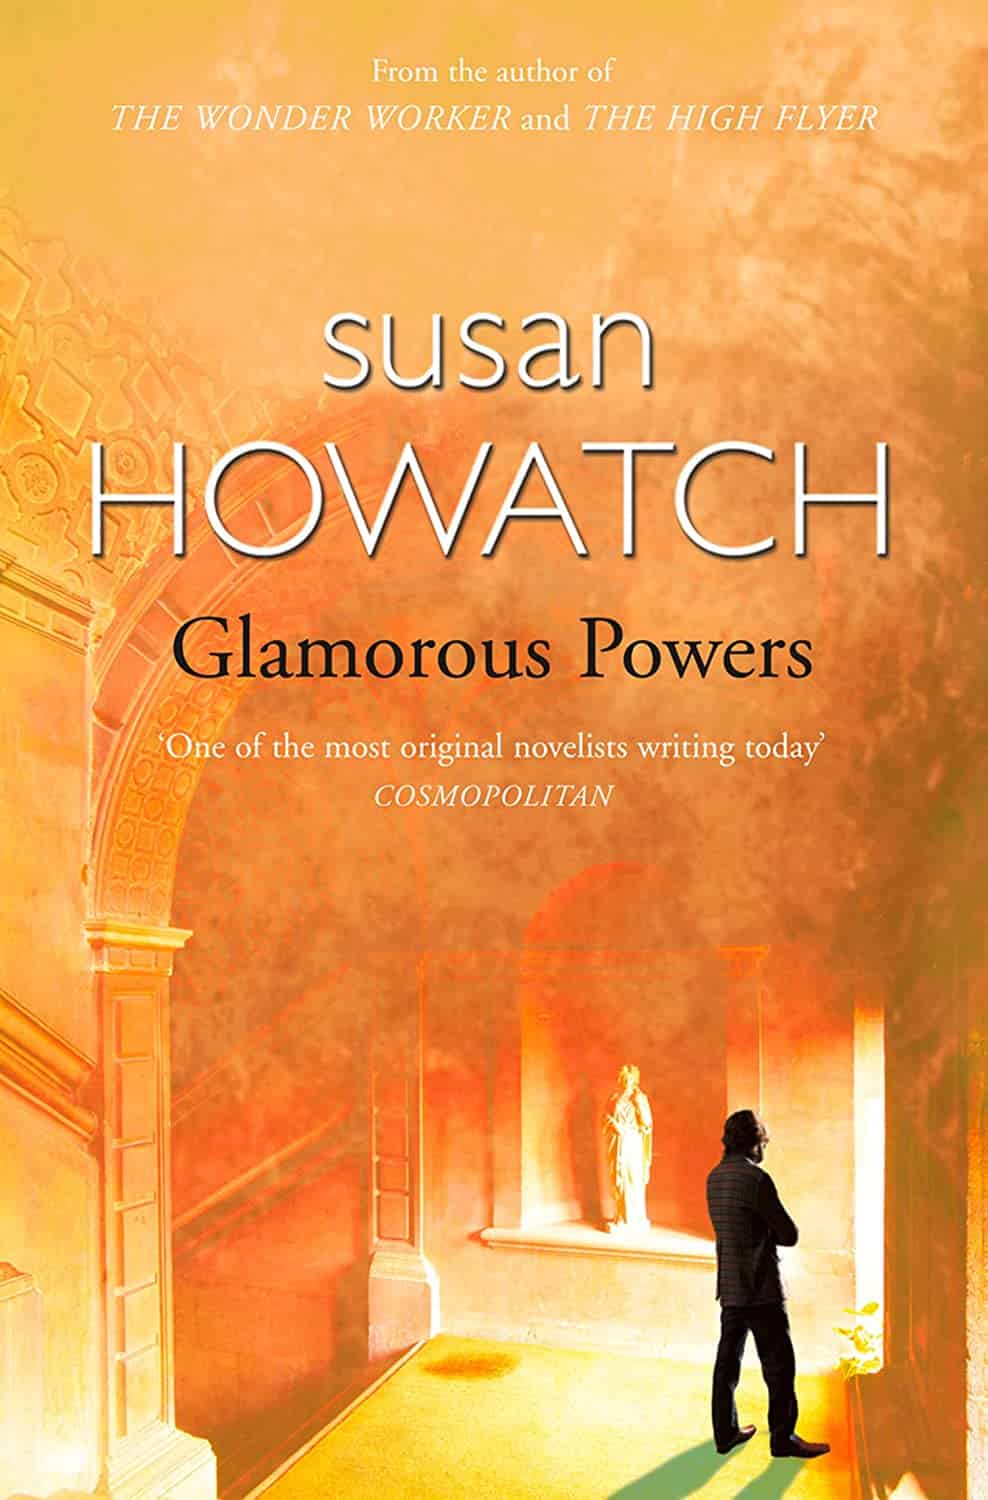 From the author of
THE WONDER WORKER and THE HIGH FLYER
susan
HOWATCH
Glamorous Powers
‘One of the most original novelists writing today’
COSMOPOLITAN